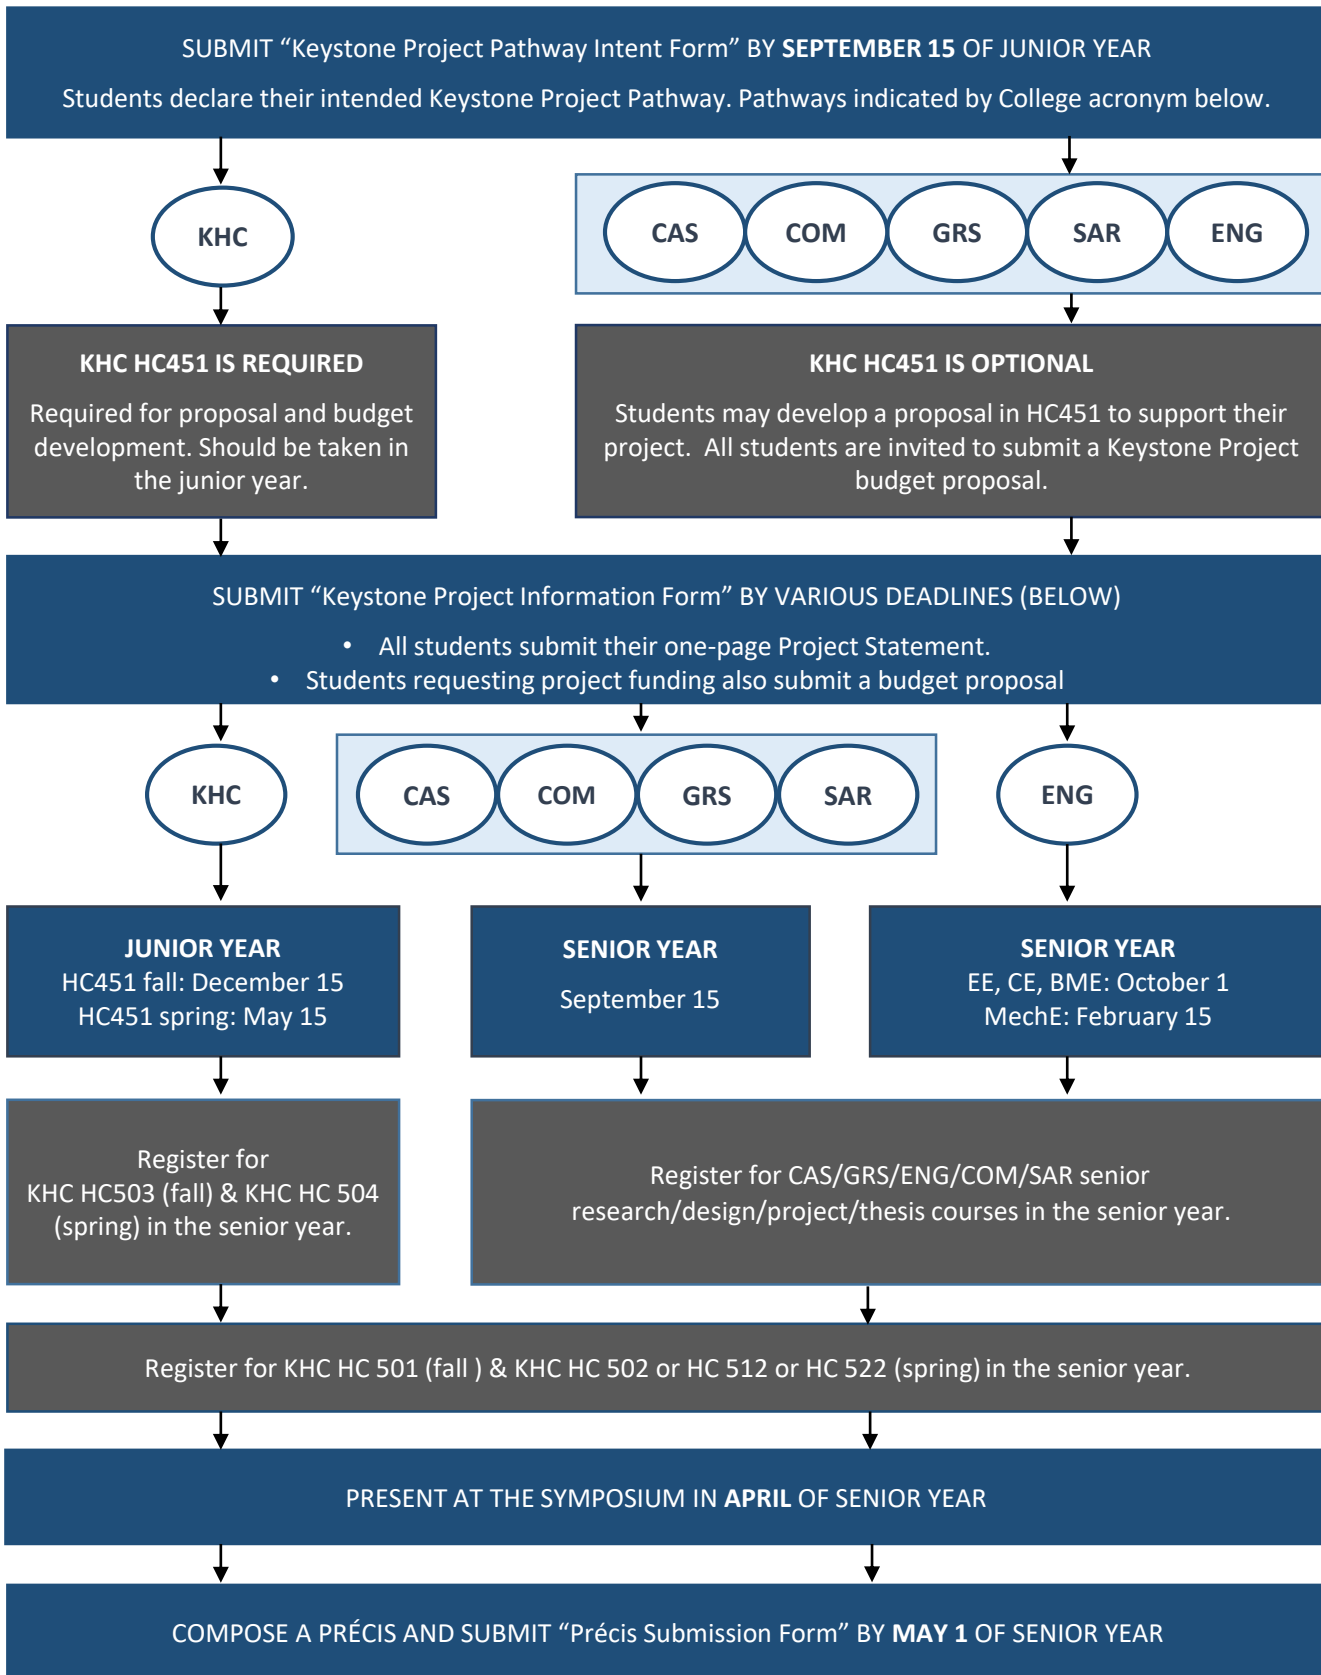 SUBMIT “Keystone Project Pathway Intent Form” BY SEPTEMBER 15 OF JUNIOR YEAR
Students declare their intended Keystone Project Pathway. Pathways indicated by College acronym below.
KHC
CAS
COM
GRS
SAR
ENG
KHC HC451 IS REQUIRED
Required for proposal and budget
development. Should be taken in
the junior year.
KHC HC451 IS OPTIONAL
Students may develop a proposal in HC451 to support their
project.  All students are invited to submit a Keystone Project
budget proposal.
SUBMIT “Keystone Project Information Form” BY VARIOUS DEADLINES (BELOW)
• All students submit their one-page Project Statement.
• Students requesting project funding also submit a budget proposal
KHC
CAS
COM
GRS
SAR
ENG
JUNIOR YEAR
HC451 fall: December 15
HC451 spring: May 15
SENIOR YEAR
September 15
SENIOR YEAR
EE, CE, BME: October 1
MechE: February 15
Register for
KHC HC503 (fall) & KHC HC 504
(spring) in the senior year.
Register for CAS/GRS/ENG/COM/SAR senior
research/design/project/thesis courses in the senior year.
Register for KHC HC 501 (fall ) & KHC HC 502 or HC 512 or HC 522 (spring) in the senior year.
PRESENT AT THE SYMPOSIUM IN APRIL OF SENIOR YEAR
COMPOSE A PRÉCIS AND SUBMIT “Précis Submission Form” BY MAY 1 OF SENIOR YEAR